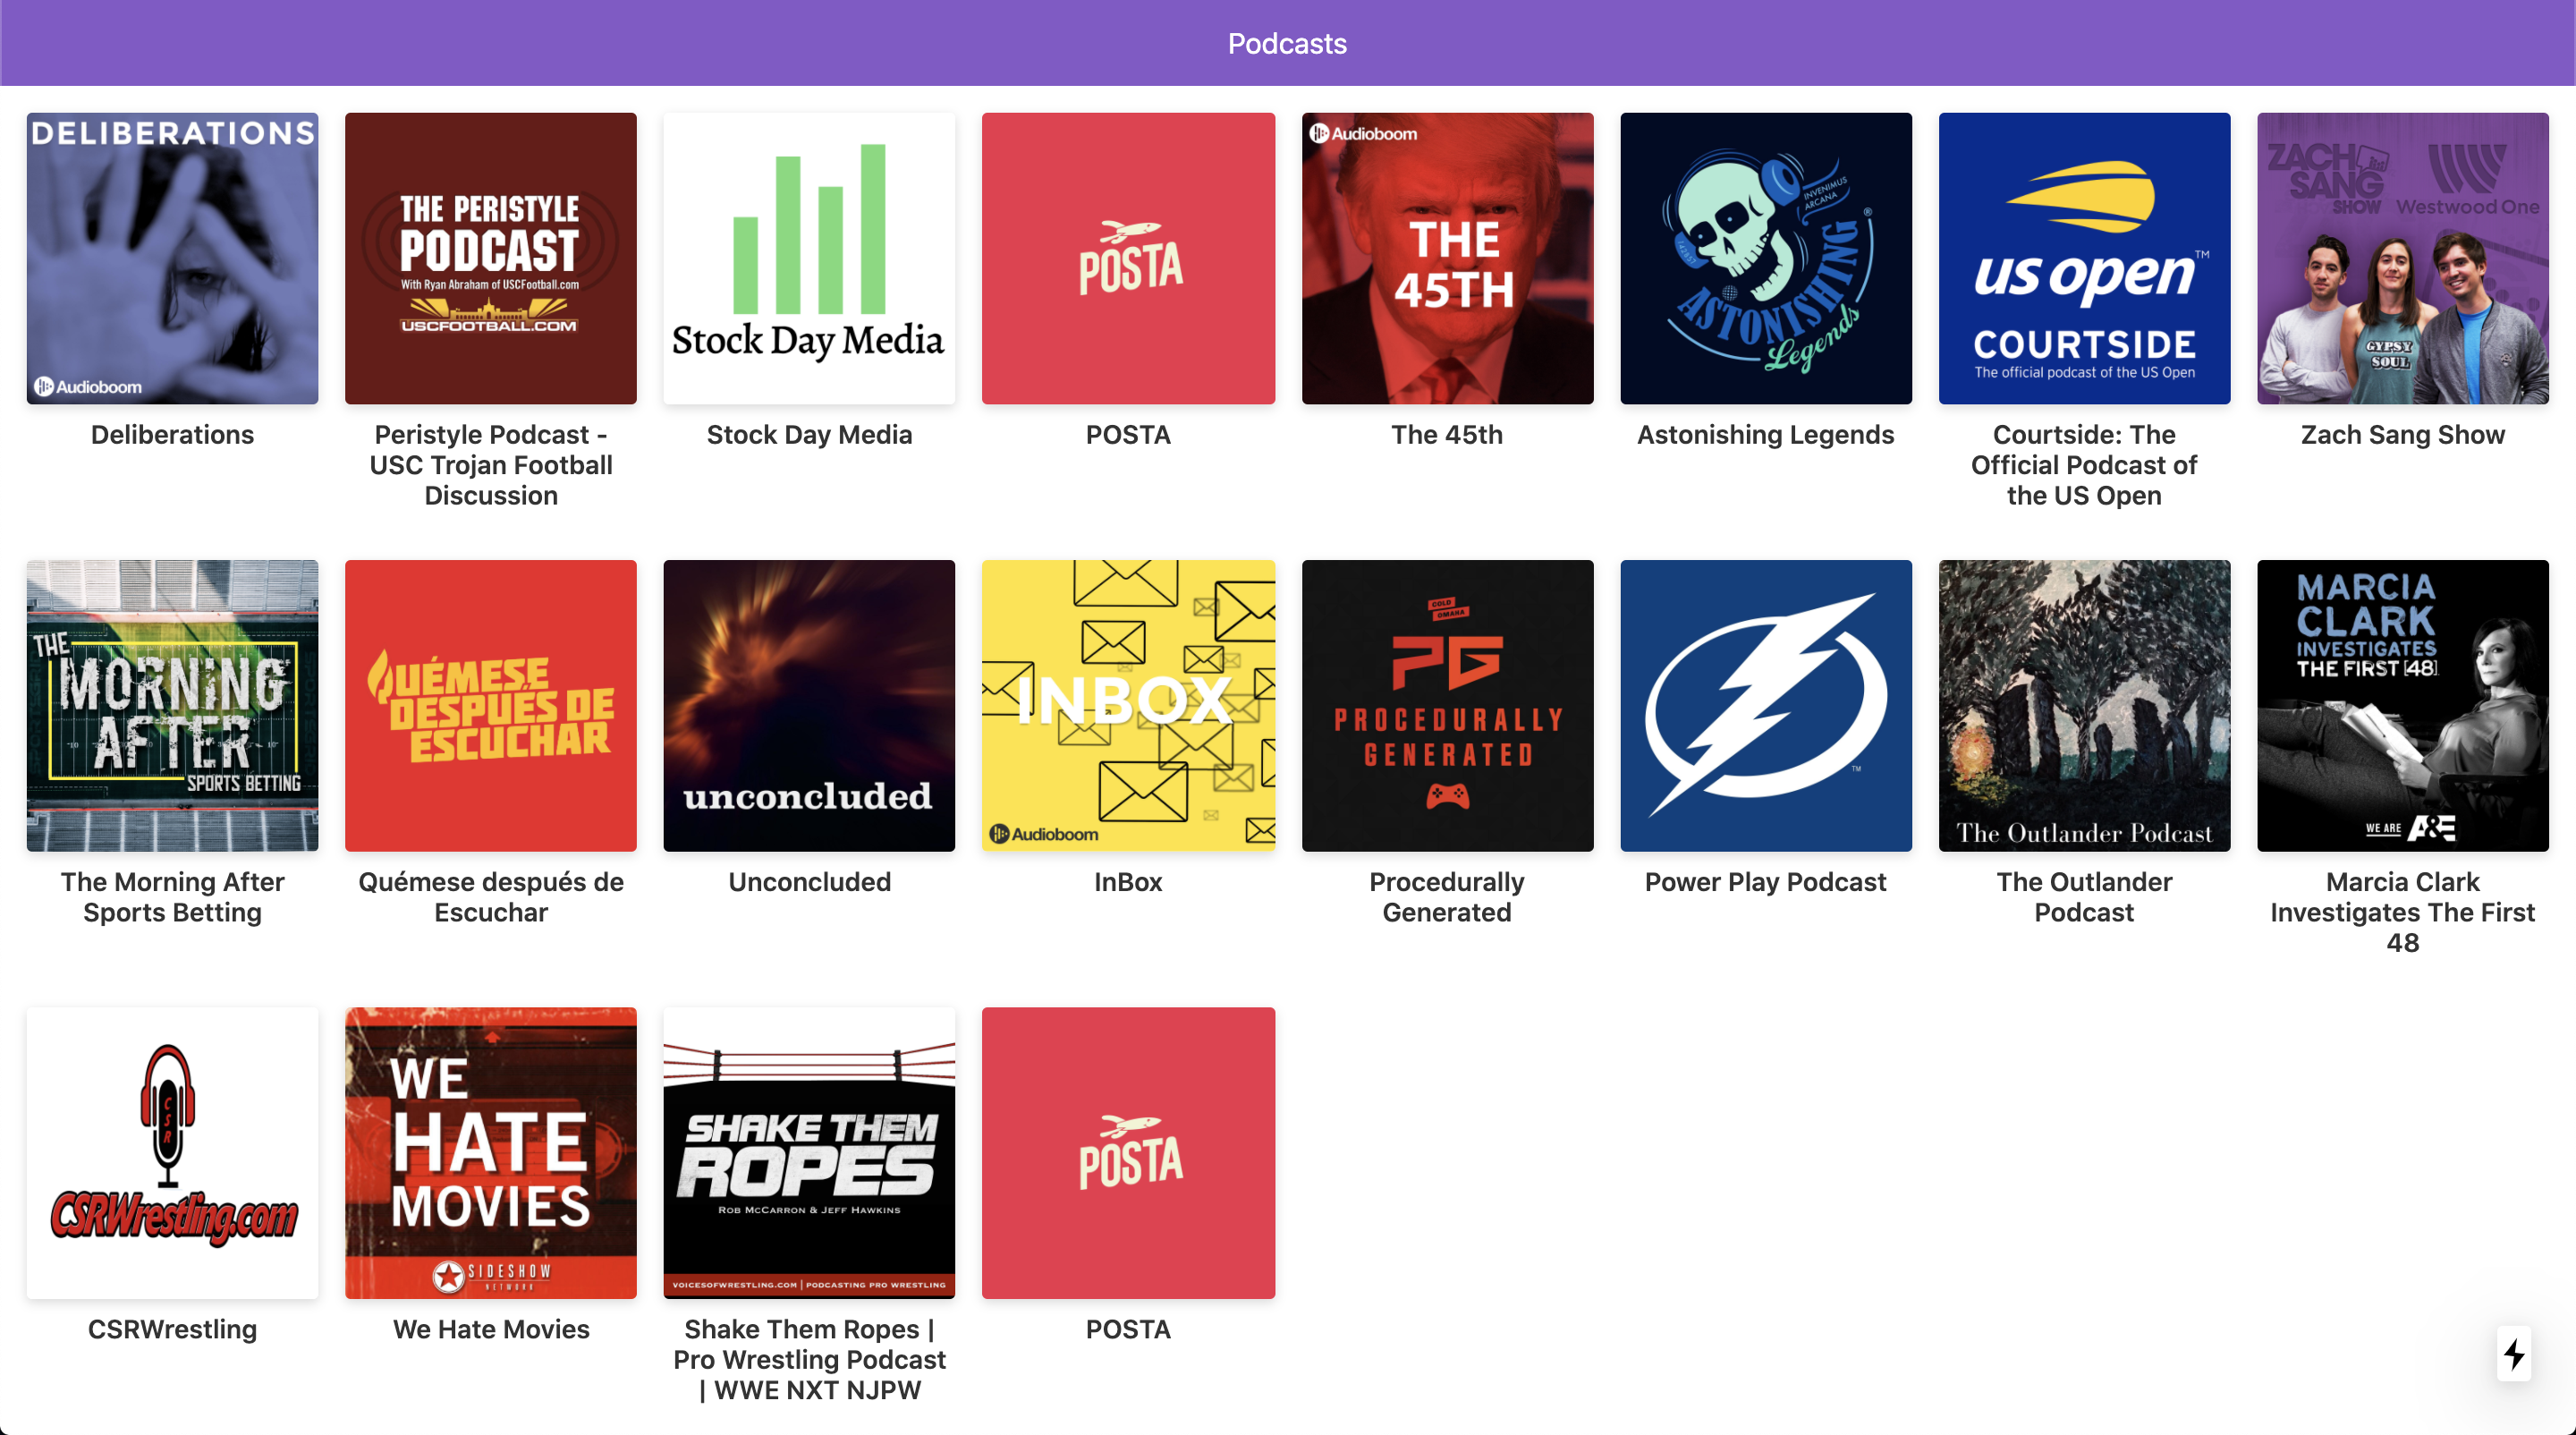 Podcasts
DELIBERATIONS
Audioboom
THE PERISTYLE
PODCAST
With Ryan Abraham of USCFootball.com
USCFOOTBALL.COM
Stock Day Media
POSTA
Audioboom
THE
45TH
INVENIMUS
ARCANA
ASTONISHING
Legends
®
us open™
COURTSIDE
The official podcast of the US Open
ZACH
SANG
SHOW
Westwood One
GYPSY
SOUL
Deliberations
Peristyle Podcast -
USC Trojan Football
Discussion
Stock Day Media
POSTA
The 45th
Astonishing Legends
Courtside: The
Official Podcast of
the US Open
Zach Sang Show
THE
MORNING
AFTER
SPORTS BETTING
QUÉMESE
DESPUÉS DE
ESCUCHAR
unconcluded
INBOX
Audioboom
COLD
OMAHA
PG
PROCEDURALLY
GENERATED
™
The Outlander Podcast
MARCIA
CLARK
INVESTIGATES
THE FIRST [48]
WE ARE A&E
The Morning After
Sports Betting
Quémese después de
Escuchar
Unconcluded
InBox
Procedurally
Generated
Power Play Podcast
The Outlander
Podcast
Marcia Clark
Investigates The First
48
CSR
CSRWrestling.com
WE
HATE
MOVIES
SIDESHOW
NETWORK
SHAKE THEM
ROPES
ROB MCCARRON & JEFF HAWKINS
VOICESOFWRESTLING.COM | PODCASTING PRO WRESTLING
POSTA
CSRWrestling
We Hate Movies
Shake Them Ropes |
Pro Wrestling Podcast
| WWE NXT NJPW
POSTA